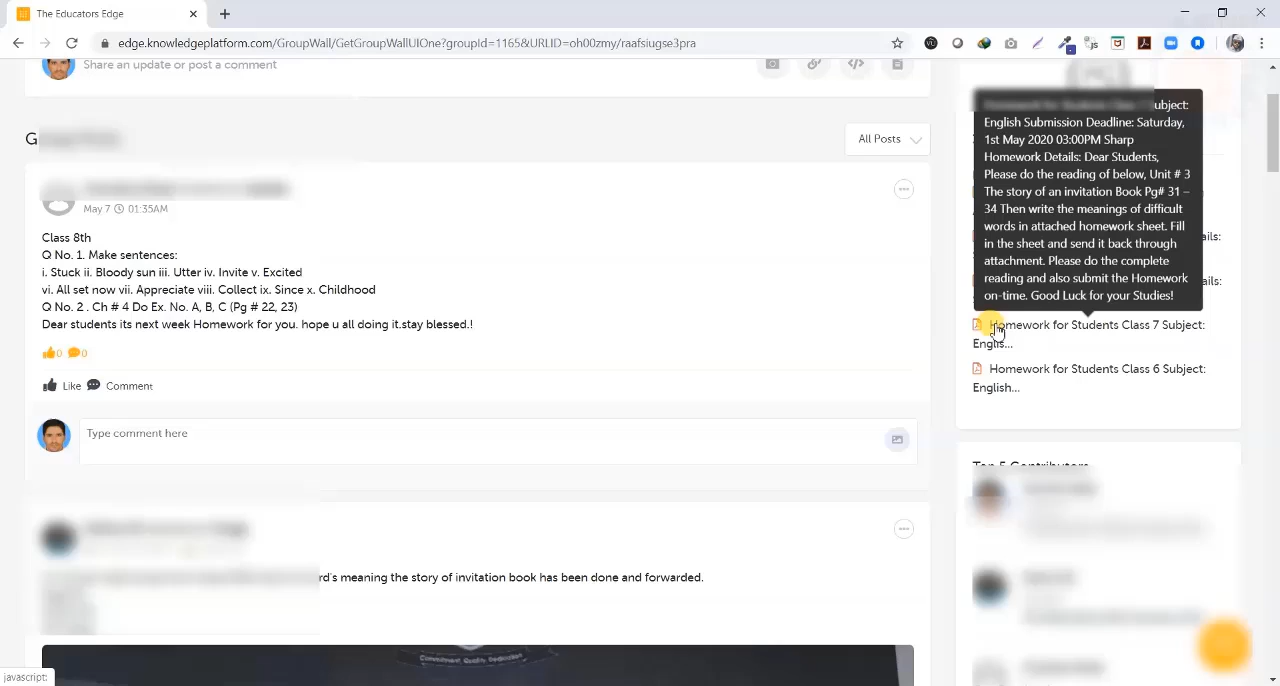 The Educators Edge
edge.knowledgeplatform.com/GroupWall/GetGroupWallUIOne?groupId=1165&URLID=oh00zmy/raafsiugse3pra
Share an update or post a comment
All Posts
May 7 01:35AM
Class 8th
Q No. 1. Make sentences:
i. Stuck ii. Bloody sun iii. Utter iv. Invite v. Excited
vi. All set now vii. Appreciate viii. Collect ix. Since x. Childhood
Q No. 2 . Ch # 4 Do Ex. No. A, B, C (Pg # 22, 23)
Dear students its next week Homework for you. hope u all doing it.stay blessed.!
0 0
Like Comment
Type comment here
rd's meaning the story of invitation book has been done and forwarded.
Commitment Quality Dedication
Subject:
English Submission Deadline: Saturday,
1st May 2020 03:00PM Sharp
Homework Details: Dear Students,
Please do the reading of below, Unit # 3
The story of an invitation Book Pg# 31 –
34 Then write the meanings of difficult
words in attached homework sheet. Fill
in the sheet and send it back through
attachment. Please do the complete
reading and also submit the Homework
on-time. Good Luck for your Studies!
ails:
ails:
Homework for Students Class 7 Subject:
Englis...
Homework for Students Class 6 Subject:
English...
Top 5 Contributors
javascript: